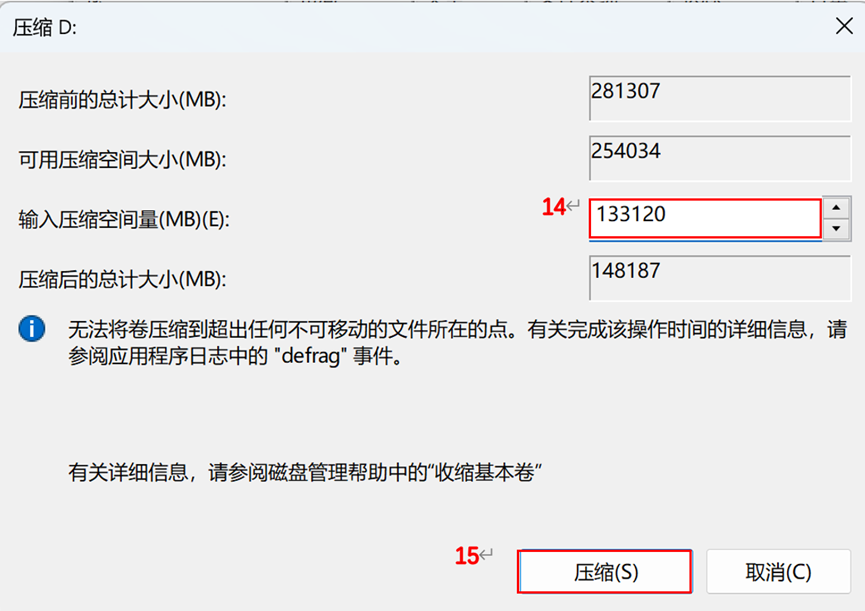 压缩 D:
压缩前的总计大小(MB):
281307
可用压缩空间大小(MB):
254034
输入压缩空间量(MB)(E):
14↵
133120
压缩后的总计大小(MB):
148187
无法将卷压缩到超出任何不可移动的文件所在的点。有关完成该操作时间的详细信息，请
参阅应用程序日志中的 "defrag" 事件。
有关详细信息，请参阅磁盘管理帮助中的“收缩基本卷”
15↵
压缩(S)
取消(C)